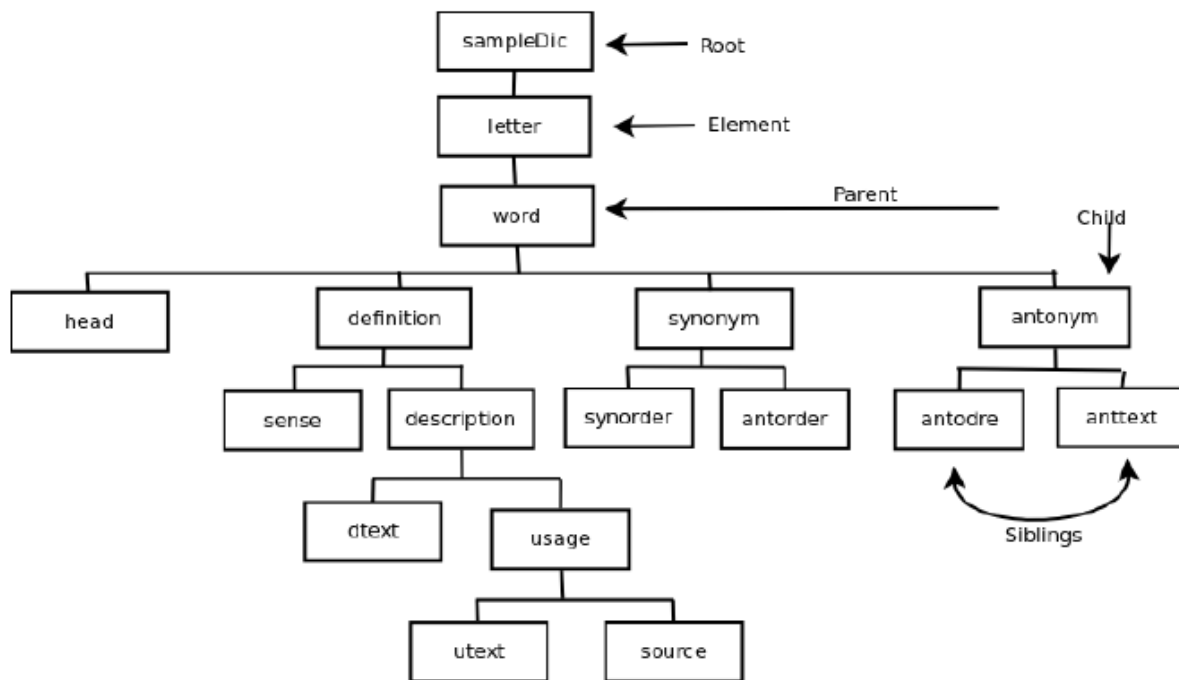 sampleDic
Root
letter
Element
word
Parent
Child
head
definition
synonym
antonym
sense
description
synorder
antorder
antodre
anttext
dtext
usage
Siblings
utext
source